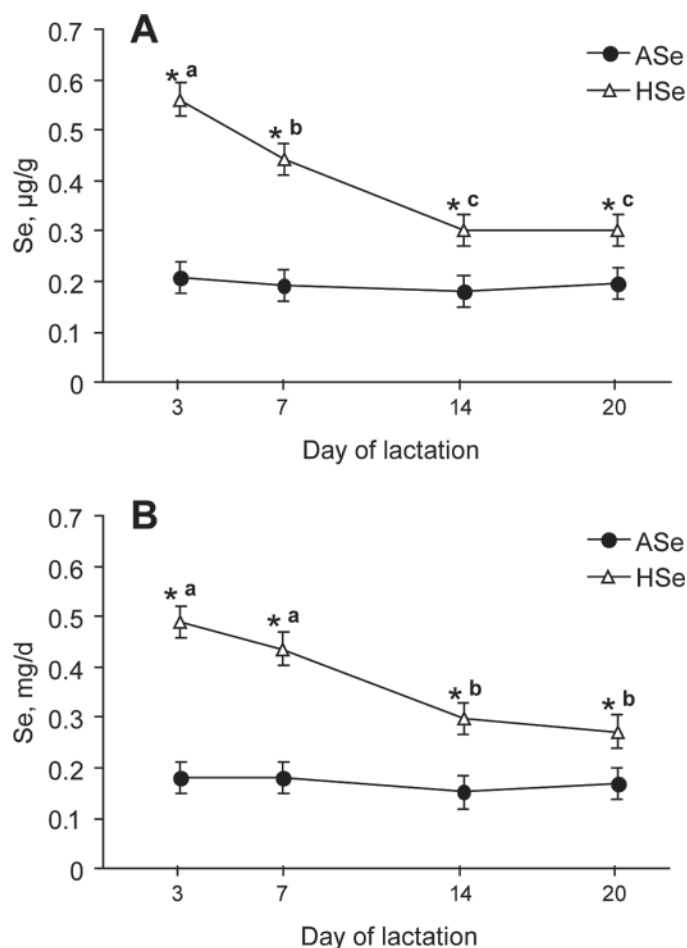 A
0.7
0.6
0.5
0.4
0.3
0.2
0.1
0
Se, µg/g
ASe
HSe
* a
* b
* c
* c
3 7 14 20
Day of lactation
B
0.7
0.6
0.5
0.4
0.3
0.2
0.1
0
Se, mg/d
ASe
HSe
* a
* a
* b
* b
3 7 14 20
Day of lactation